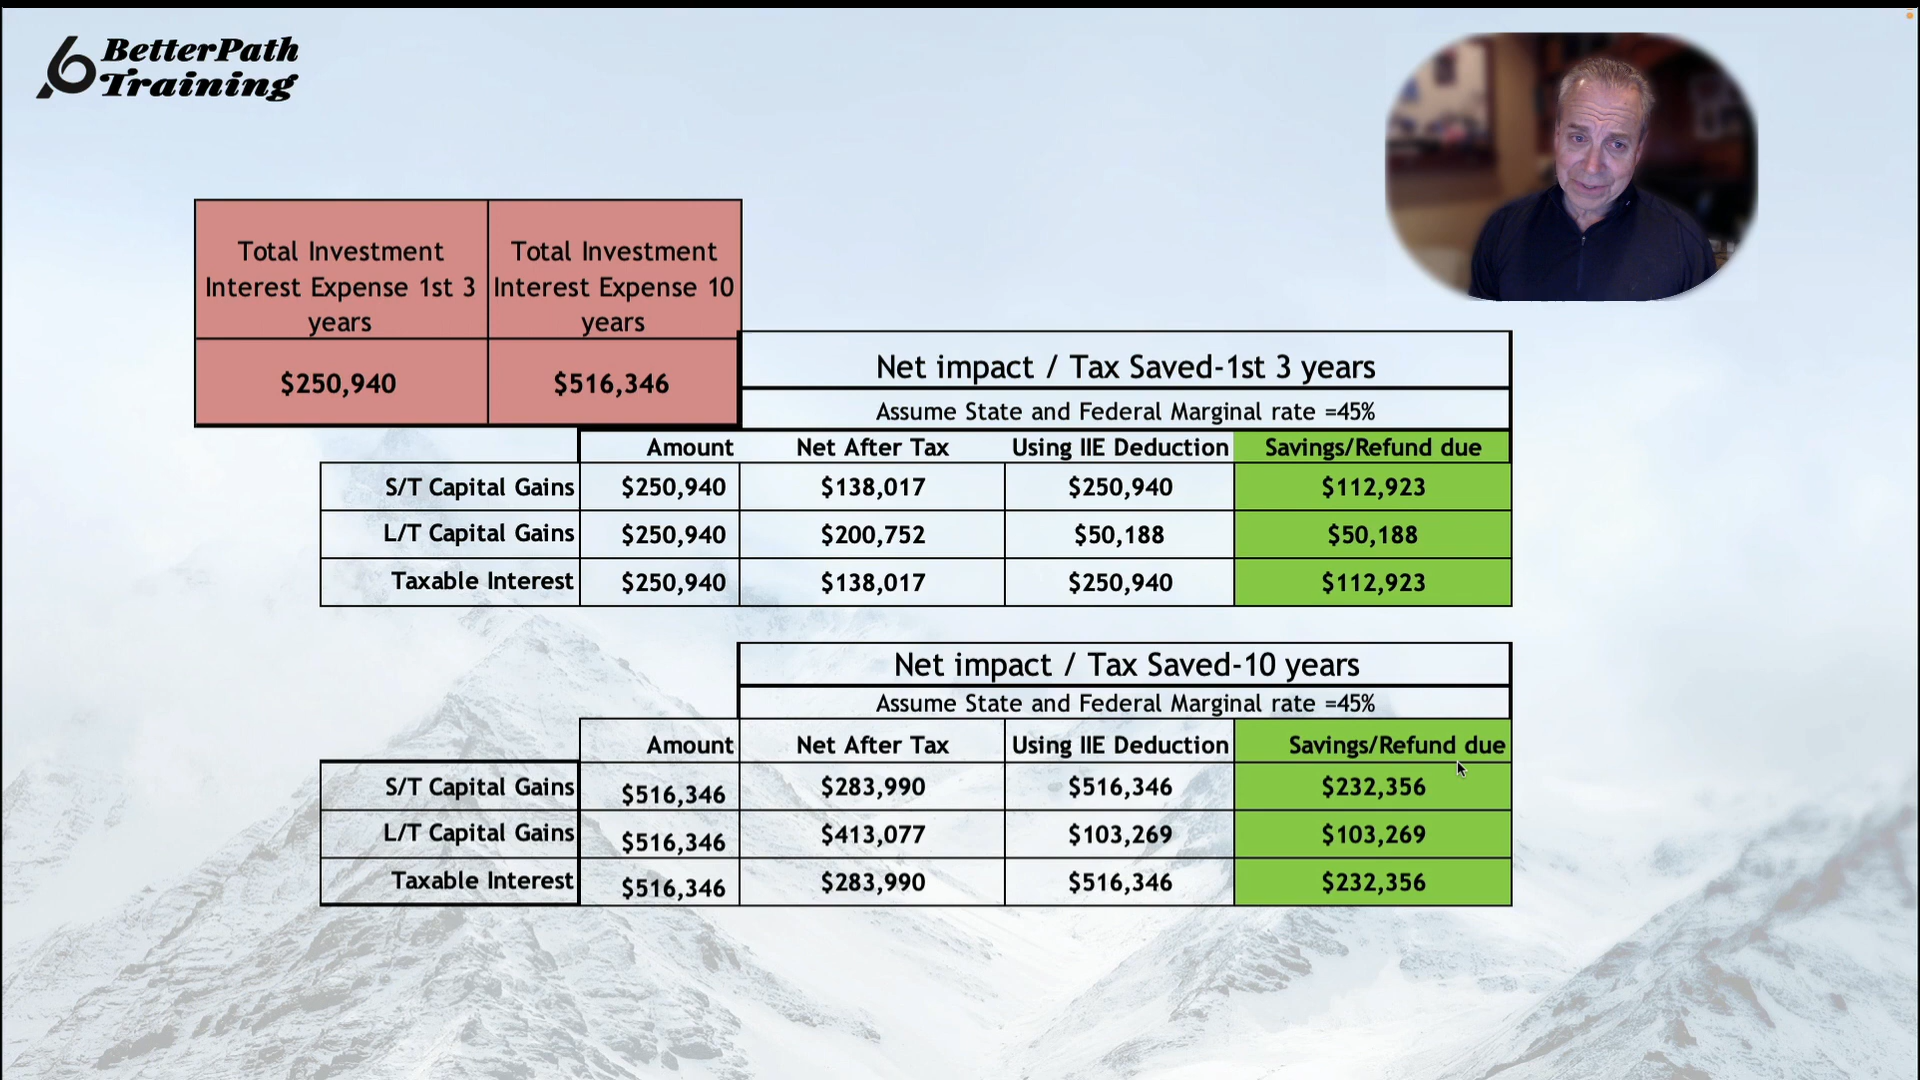 BetterPath
Training
Total Investment
Interest Expense 1st 3
years
Total Investment
Interest Expense 10
years
$250,940 $516,346
Net impact / Tax Saved-1st 3 years
Assume State and Federal Marginal rate =45%
Amount Net After Tax Using IIE Deduction Savings/Refund due
S/T Capital Gains $250,940 $138,017 $250,940 $112,923
L/T Capital Gains $250,940 $200,752 $50,188 $50,188
Taxable Interest $250,940 $138,017 $250,940 $112,923
Net impact / Tax Saved-10 years
Assume State and Federal Marginal rate =45%
Amount Net After Tax Using IIE Deduction Savings/Refund due
S/T Capital Gains $516,346 $283,990 $516,346 $232,356
L/T Capital Gains $516,346 $413,077 $103,269 $103,269
Taxable Interest $516,346 $283,990 $516,346 $232,356